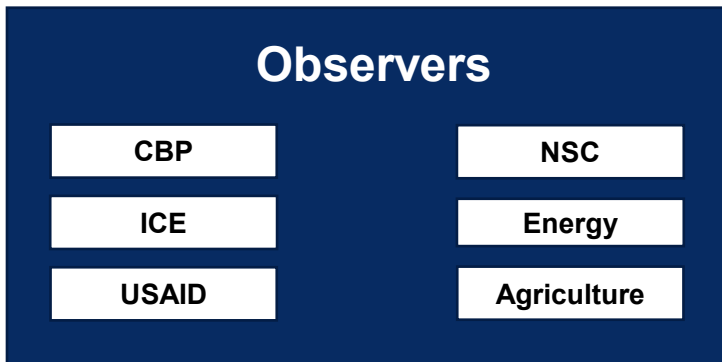 Observers
CBP
NSC
ICE
Energy
USAID
Agriculture